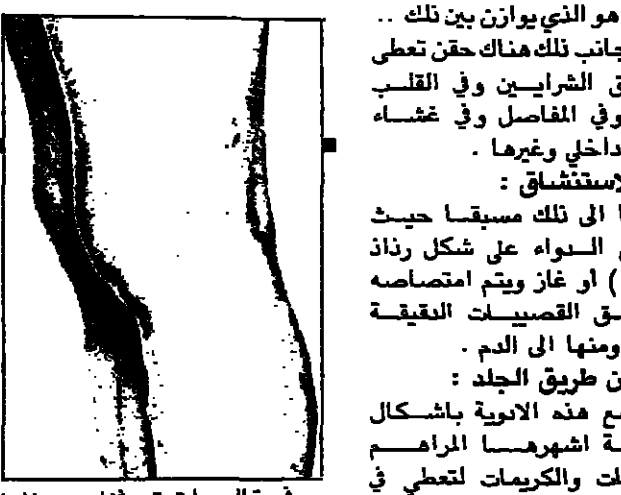 هو الذي يوازن بين ذلك ..
جانب ذلك هناك حقن تعطى
ق الشرايين وفي القلب
وفي المفاصل وفي غشاء
داخلي وغيرها .
لاستنشاق :
ا الى ذلك مسبقا حيث
الدواء على شكل رذاذ
) أو غاز ويتم امتصاصه
ق القصيبات الدقيقة
ومنها الى الدم .
ن طريق الجلد :
ع هذه الادوية باشكال
ة اشهرها المراهم
ات والكريمات لتعطي في